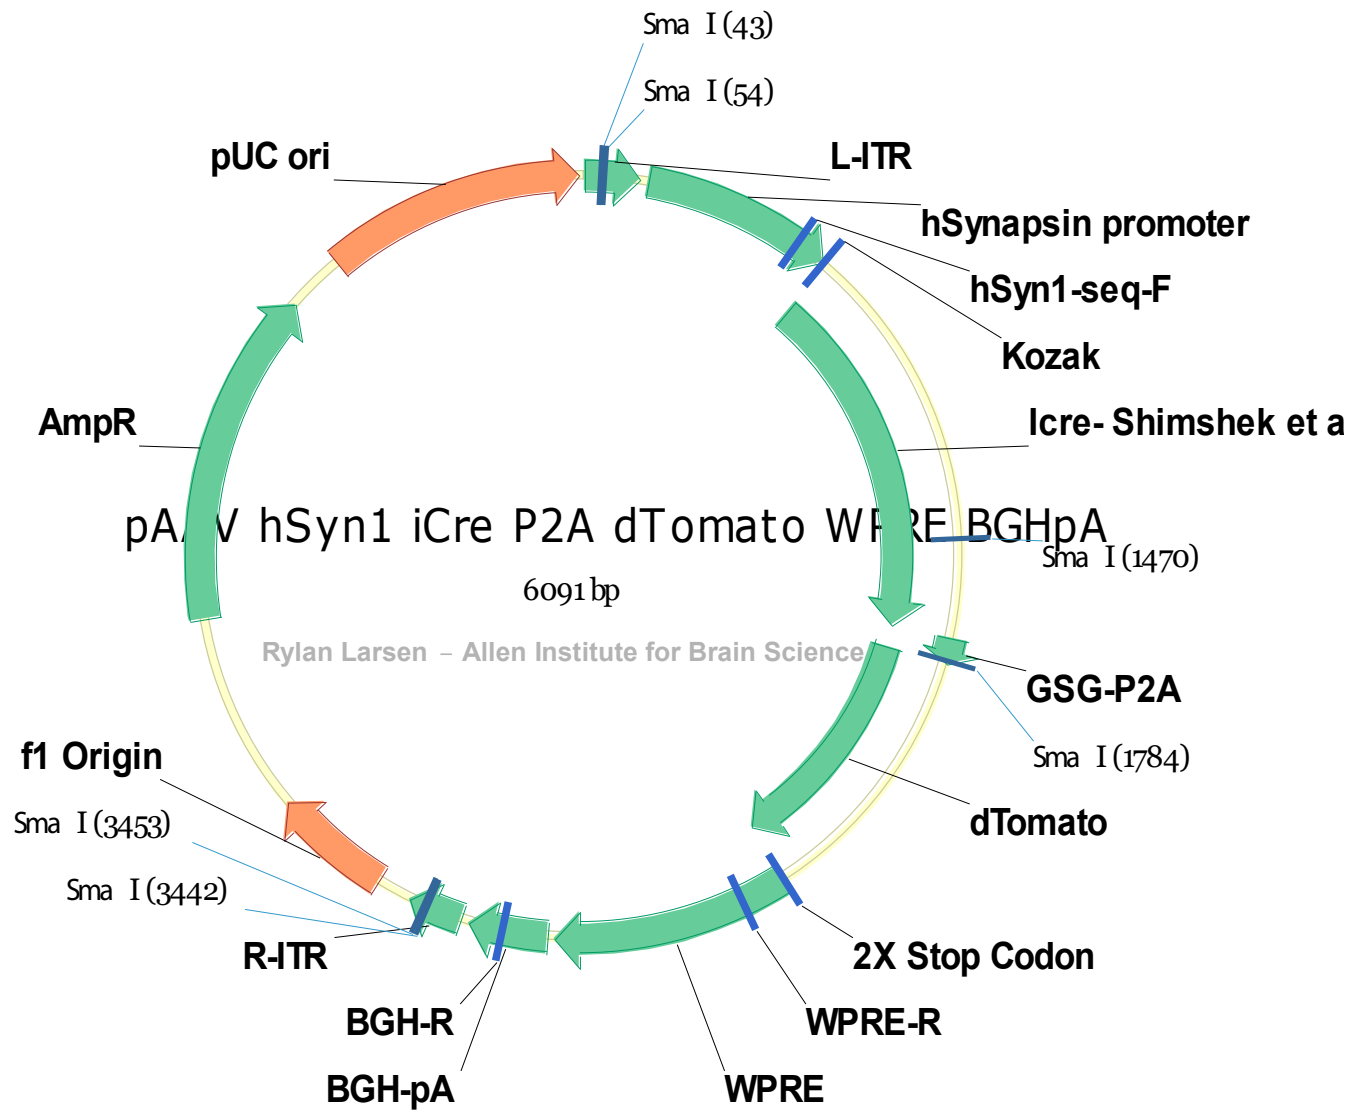 Sma I (43)
Sma I (54)
pUC ori
L-ITR
hSynapsin promoter
hSyn1-seq-F
Kozak
AmpR
Icre- Shimshek et a
pAAV hSyn1 iCre P2A dTomato WPRE BGHpA
Sma I (1470)
6091 bp
Rylan Larsen – Allen Institute for Brain Science
GSG-P2A
f1 Origin
Sma I (1784)
Sma I (3453)
dTomato
Sma I (3442)
R-ITR
2X Stop Codon
BGH-R
WPRE-R
BGH-pA
WPRE